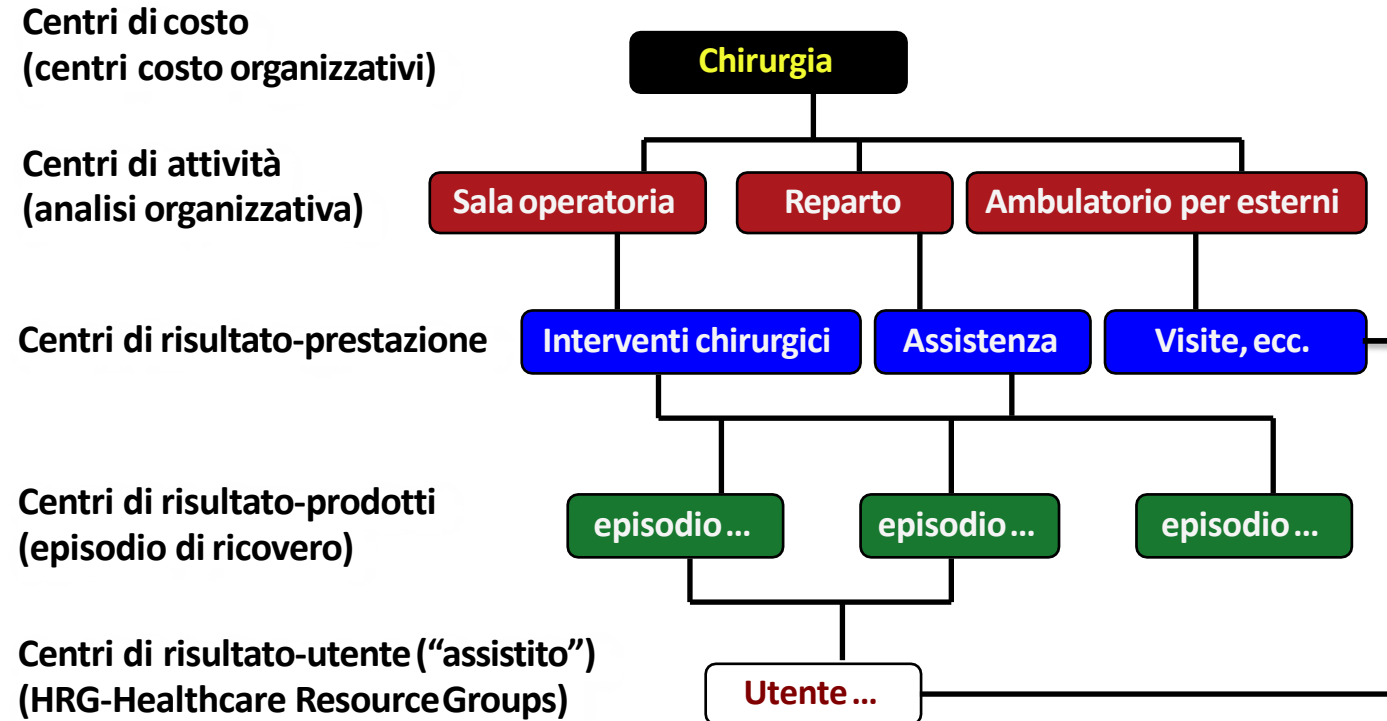 Centri di costo
(centri costo organizzativi)
Chirurgia
Centri di attività
(analisi organizzativa)
Sala operatoria
Reparto
Ambulatorio per esterni
Centri di risultato-prestazione
Interventi chirurgici
Assistenza
Visite, ecc.
Centri di risultato-prodotti
(episodio di ricovero)
episodio ...
episodio ...
episodio ...
Centri di risultato-utente (“assistito”)
(HRG-Healthcare Resource Groups)
Utente ...